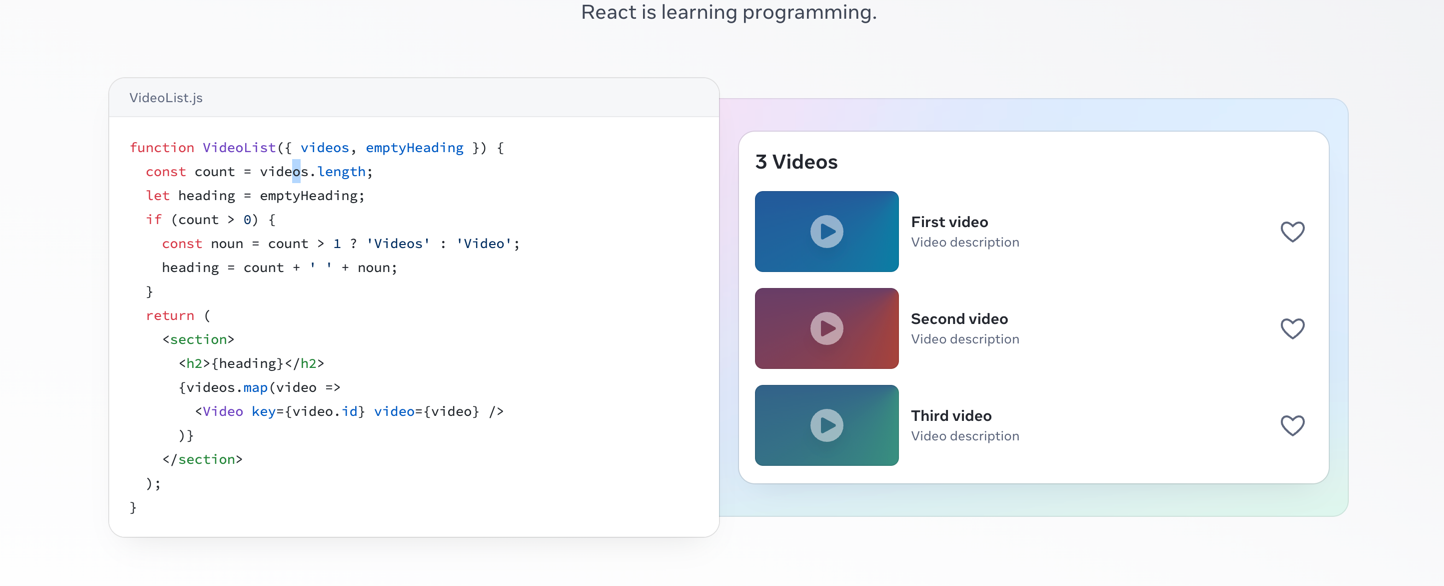 React is learning programming.
VideoList.js
function VideoList({ videos, emptyHeading }) {
  const count = videos.length;
  let heading = emptyHeading;
  if (count > 0) {
    const noun = count > 1 ? 'Videos' : 'Video';
    heading = count + ' ' + noun;
  }
  return (
    <section>
      <h2>{heading}</h2>
      {videos.map(video =>
        <Video key={video.id} video={video} />
      )}
    </section>
  );
}
3 Videos
First video
Video description
Second video
Video description
Third video
Video description